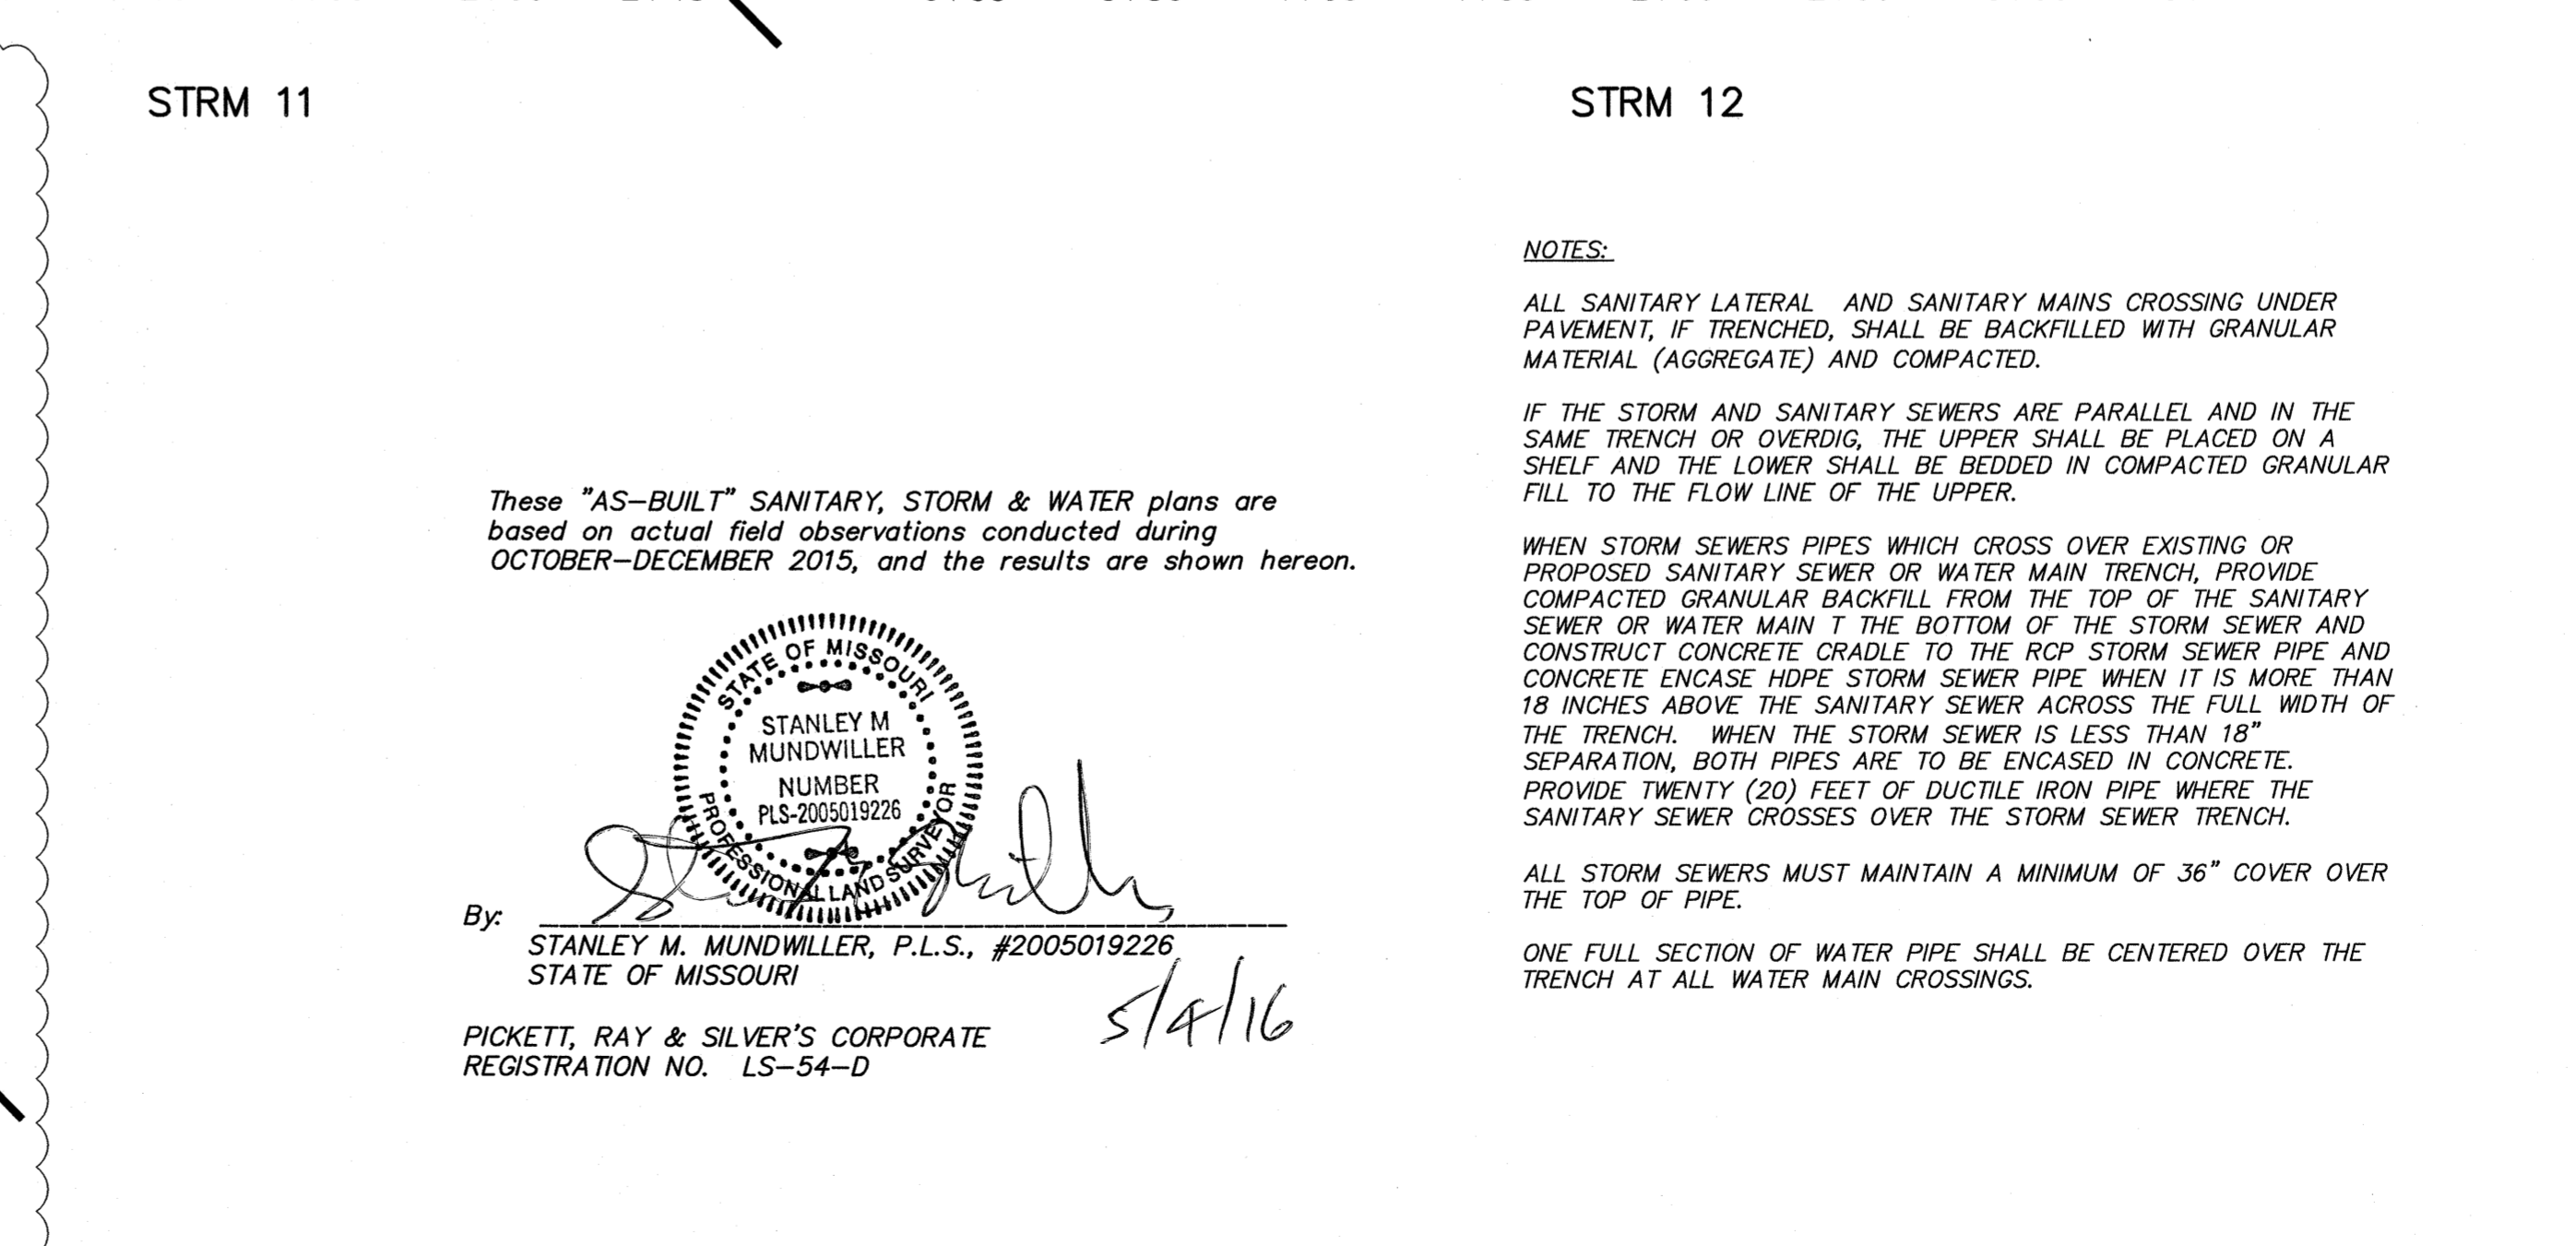 STRM 11
STRM 12
These "AS-BUILT" SANITARY, STORM & WATER plans are
based on actual field observations conducted during
OCTOBER-DECEMBER 2015, and the results are shown hereon.
STATE OF MISSOURI
STANLEY M
MUNDWILLER
NUMBER
PLS-2005019226
PROFESSIONAL LAND SURVEYOR
By:
STANLEY M. MUNDWILLER, P.L.S., #2005019226
STATE OF MISSOURI
5/4/16
PICKETT, RAY & SILVER'S CORPORATE
REGISTRATION NO. LS-54-D
NOTES:
ALL SANITARY LATERAL AND SANITARY MAINS CROSSING UNDER
PAVEMENT, IF TRENCHED, SHALL BE BACKFILLED WITH GRANULAR
MATERIAL (AGGREGATE) AND COMPACTED.
IF THE STORM AND SANITARY SEWERS ARE PARALLEL AND IN THE
SAME TRENCH OR OVERDIG, THE UPPER SHALL BE PLACED ON A
SHELF AND THE LOWER SHALL BE BEDDED IN COMPACTED GRANULAR
FILL TO THE FLOW LINE OF THE UPPER.
WHEN STORM SEWERS PIPES WHICH CROSS OVER EXISTING OR
PROPOSED SANITARY SEWER OR WATER MAIN TRENCH, PROVIDE
COMPACTED GRANULAR BACKFILL FROM THE TOP OF THE SANITARY
SEWER OR WATER MAIN T THE BOTTOM OF THE STORM SEWER AND
CONSTRUCT CONCRETE CRADLE TO THE RCP STORM SEWER PIPE AND
CONCRETE ENCASE HDPE STORM SEWER PIPE WHEN IT IS MORE THAN
18 INCHES ABOVE THE SANITARY SEWER ACROSS THE FULL WIDTH OF
THE TRENCH. WHEN THE STORM SEWER IS LESS THAN 18"
SEPARATION, BOTH PIPES ARE TO BE ENCASED IN CONCRETE.
PROVIDE TWENTY (20) FEET OF DUCTILE IRON PIPE WHERE THE
SANITARY SEWER CROSSES OVER THE STORM SEWER TRENCH.
ALL STORM SEWERS MUST MAINTAIN A MINIMUM OF 36" COVER OVER
THE TOP OF PIPE.
ONE FULL SECTION OF WATER PIPE SHALL BE CENTERED OVER THE
TRENCH AT ALL WATER MAIN CROSSINGS.